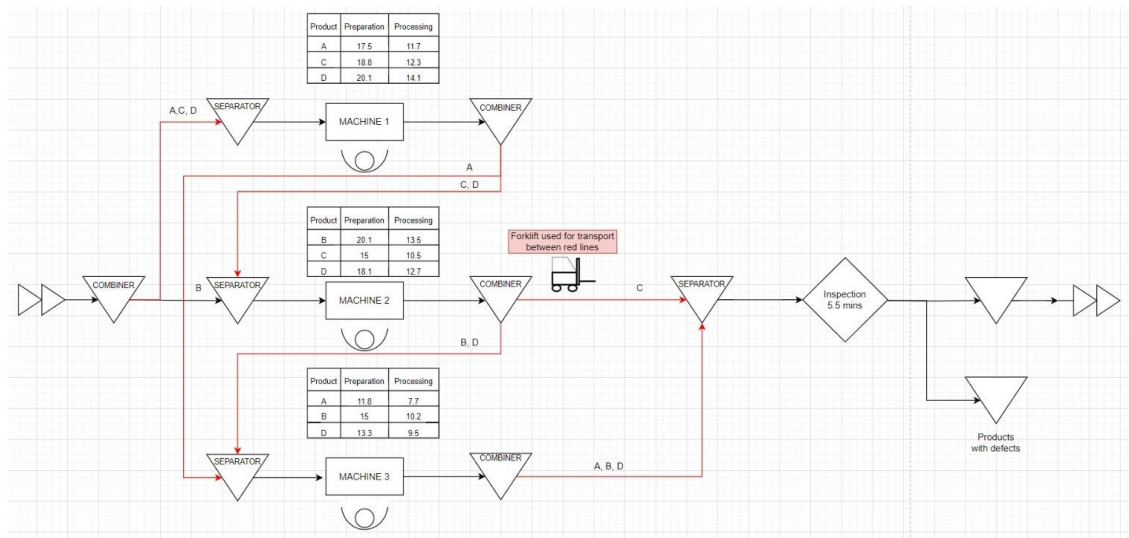 Product Preparation Processing
A 17.5 11.7
C 18.8 12.3
D 20.1 14.1
A,C, D
SEPARATOR
MACHINE 1
COMBINER
A
C, D
Product Preparation Processing
B 20.1 13.5
C 15 10.5
D 18.1 12.7
Forklift used for transport
between red lines
COMBINER
B
SEPARATOR
MACHINE 2
COMBINER
C
SEPARATOR
Inspection
5.5 mins
B, D
Product Preparation Processing
A 11.8 7.7
B 15 10.2
D 13.3 9.5
SEPARATOR
MACHINE 3
COMBINER
A, B, D
Products
with defects